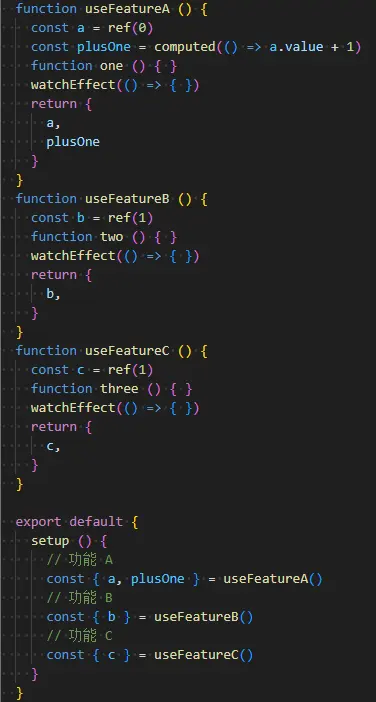 function useFeatureA () {
  const a = ref(0)
  const plusOne = computed(() => a.value + 1)
  function one () { }
  watchEffect(() => { })
  return {
    a,
    plusOne
  }
}
function useFeatureB () {
  const b = ref(1)
  function two () { }
  watchEffect(() => { })
  return {
    b,
  }
}
function useFeatureC () {
  const c = ref(1)
  function three () { }
  watchEffect(() => { })
  return {
    c,
  }
}

export default {
  setup () {
    // 功能 A
    const { a, plusOne } = useFeatureA()
    // 功能 B
    const { b } = useFeatureB()
    // 功能 C
    const { c } = useFeatureC()
  }
}